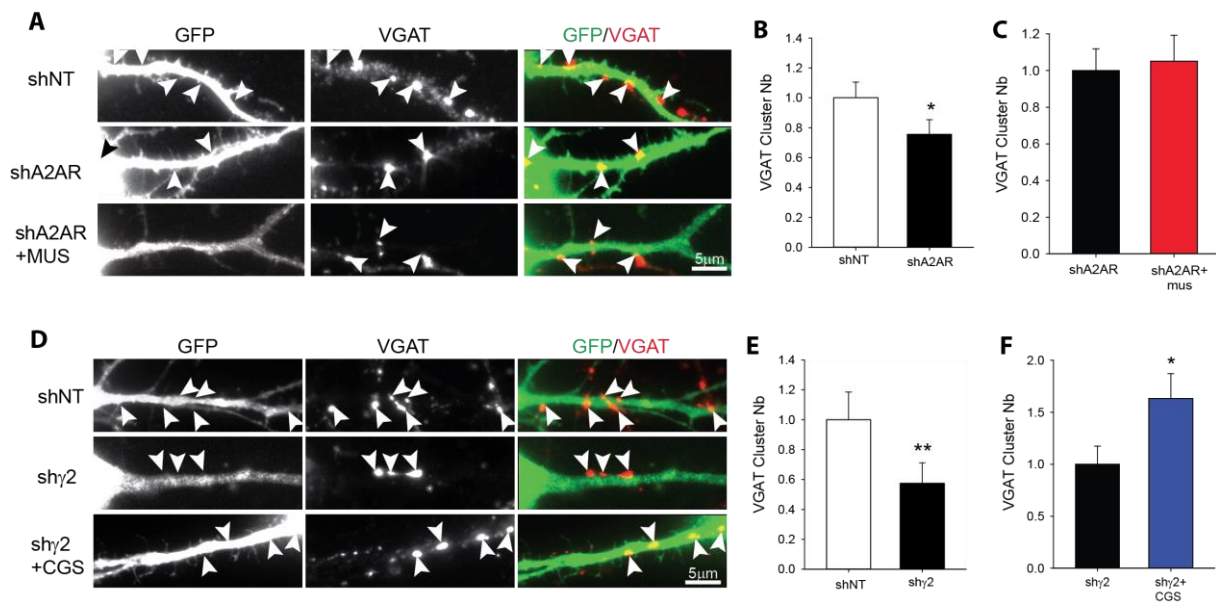 A
GFP
VGAT
GFP/VGAT
shNT
shA2AR
shA2AR
+MUS
5μm
B
VGAT Cluster Nb
1.4
1.2
1.0
0.8
0.6
0.4
0.2
0.0
*
shNT
shA2AR
C
VGAT Cluster Nb
1.2
1.0
0.8
0.6
0.4
0.2
0.0
shA2AR
shA2AR+
mus
D
GFP
VGAT
GFP/VGAT
shNT
shγ2
shγ2
+CGS
5μm
E
VGAT Cluster Nb
1.4
1.2
1.0
0.8
0.6
0.4
0.2
0.0
**
shNT
shγ2
F
VGAT Cluster Nb
2.0
1.5
1.0
0.5
0.0
*
shγ2
shγ2+
CGS